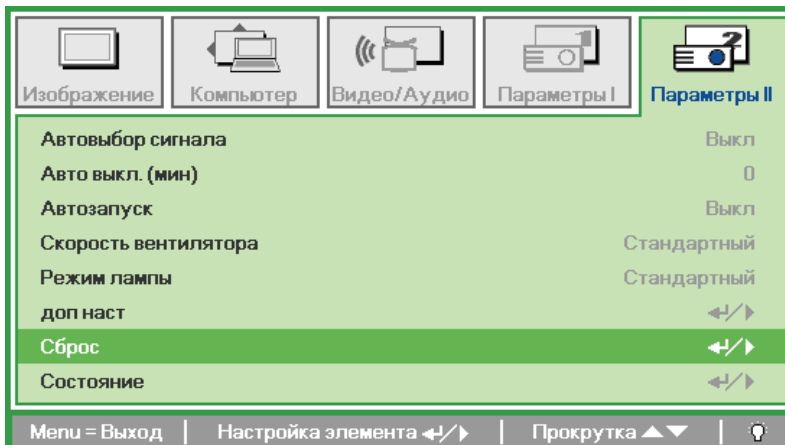 Изображение Компьютер Видео/Аудио Параметры I Параметры II
Автовыбор сигнала Выкл
Авто выкл. (мин) 0
Автозапуск Выкл
Скорость вентилятора Стандартный
Режим лампы Стандартный
доп наст
Сброс
Состояние
Menu = Выход | Настройка элемента | Прокрутка